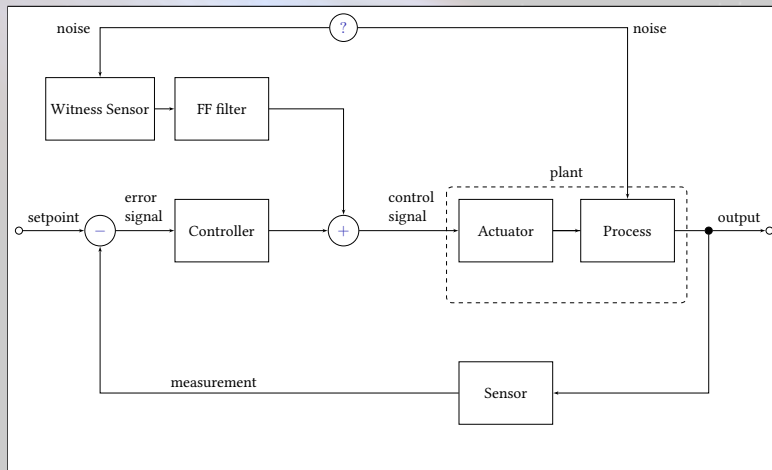 noise
?
noise
Witness Sensor
FF filter
plant
setpoint
−
error
signal
Controller
+
control
signal
Actuator
Process
output
measurement
Sensor